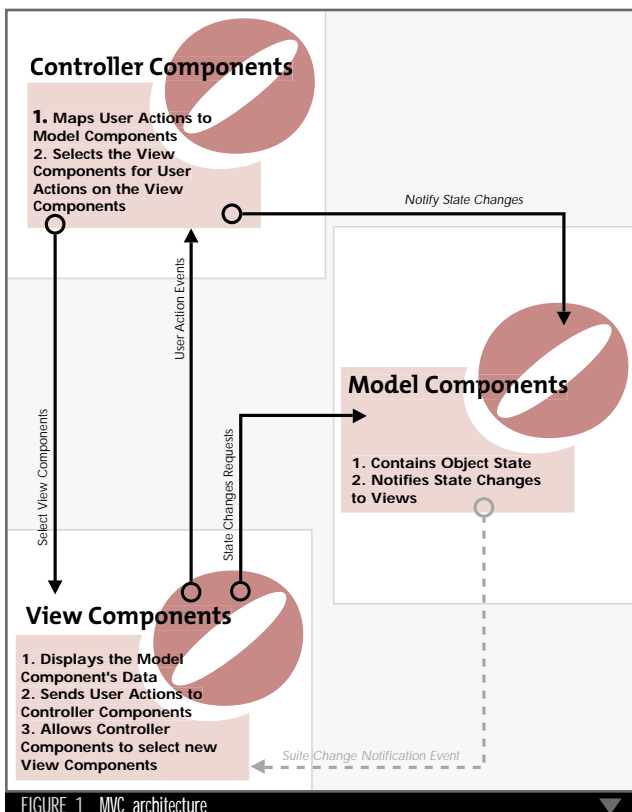 Controller Components
1. Maps User Actions to
Model Components
2. Selects the View
Components for User
Actions on the View
Components
Notify State Changes
User Action Events
Select View Components
State Changes Requests
Model Components
1. Contains Object State
2. Notifies State Changes
to Views
View Components
1. Displays the Model
Component's Data
2. Sends User Actions to
Controller Components
3. Allows Controller
Components to select new
View Components
Suite Change Notification Event
FIGURE 1 MVC architecture